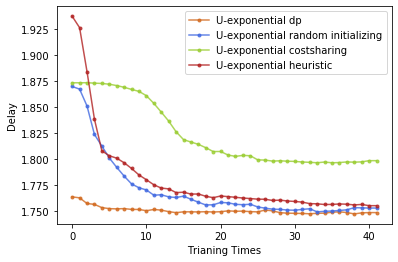 U-exponential dp
U-exponential random initializing
U-exponential costsharing
U-exponential heuristic
Delay
1.925
1.900
1.875
1.850
1.825
1.800
1.775
1.750
0 10 20 30 40
Trianing Times